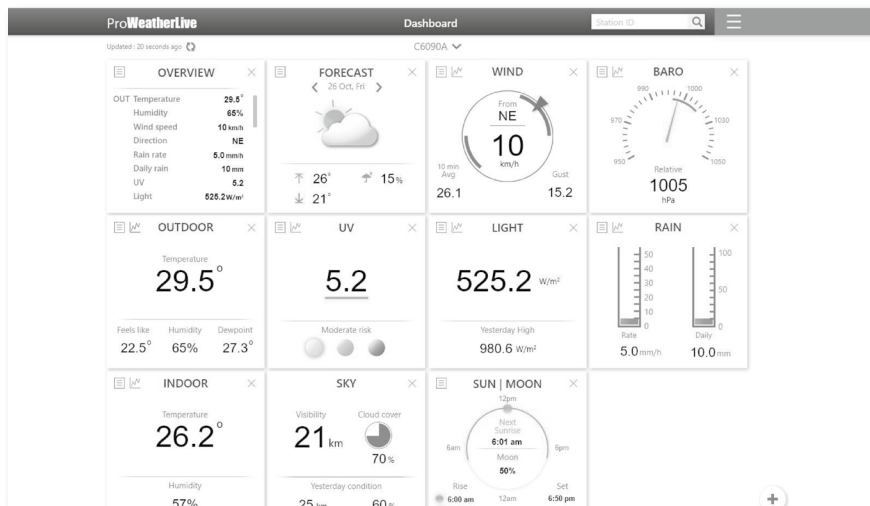 ProWeatherLive
Dashboard
Station ID
Updated : 20 seconds ago
C6090A
OVERVIEW
OUT Temperature 29.5°
Humidity 65%
Wind speed 10 km/h
Direction NE
Rain rate 5.0 mm/h
Daily rain 10 mm
UV 5.2
Light 525.2 W/m²
FORECAST
26 Oct, Fri
26° 15%
21°
WIND
From
NE
10
km/h
10 min
Avg
26.1
Gust
15.2
BARO
990 1000
970 1030
950 1050
Relative
1005
hPa
OUTDOOR
Temperature
29.5°
Feels like Humidity Dewpoint
22.5° 65% 27.3°
UV
5.2
Moderate risk
LIGHT
525.2 W/m²
Yesterday High
980.6 W/m²
RAIN
50 100
40
30
20 50
10
0 0
Rate Daily
5.0 mm/h 10.0 mm
INDOOR
Temperature
26.2°
Humidity
57%
SKY
Visibility Cloud cover
21 km
70 %
Yesterday condition
25 km 60 %
SUN | MOON
12pm
Next
Sunrise
6:01 am
6am 6pm
Moon
50%
Rise Set
6:00 am 12am 6:50 pm